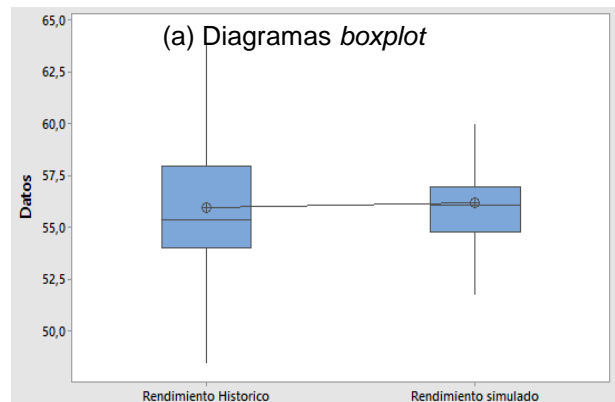 (a) Diagramas boxplot
65,0
62,5
60,0
57,5
55,0
52,5
50,0
Datos
Rendimiento Historico
Rendimiento simulado